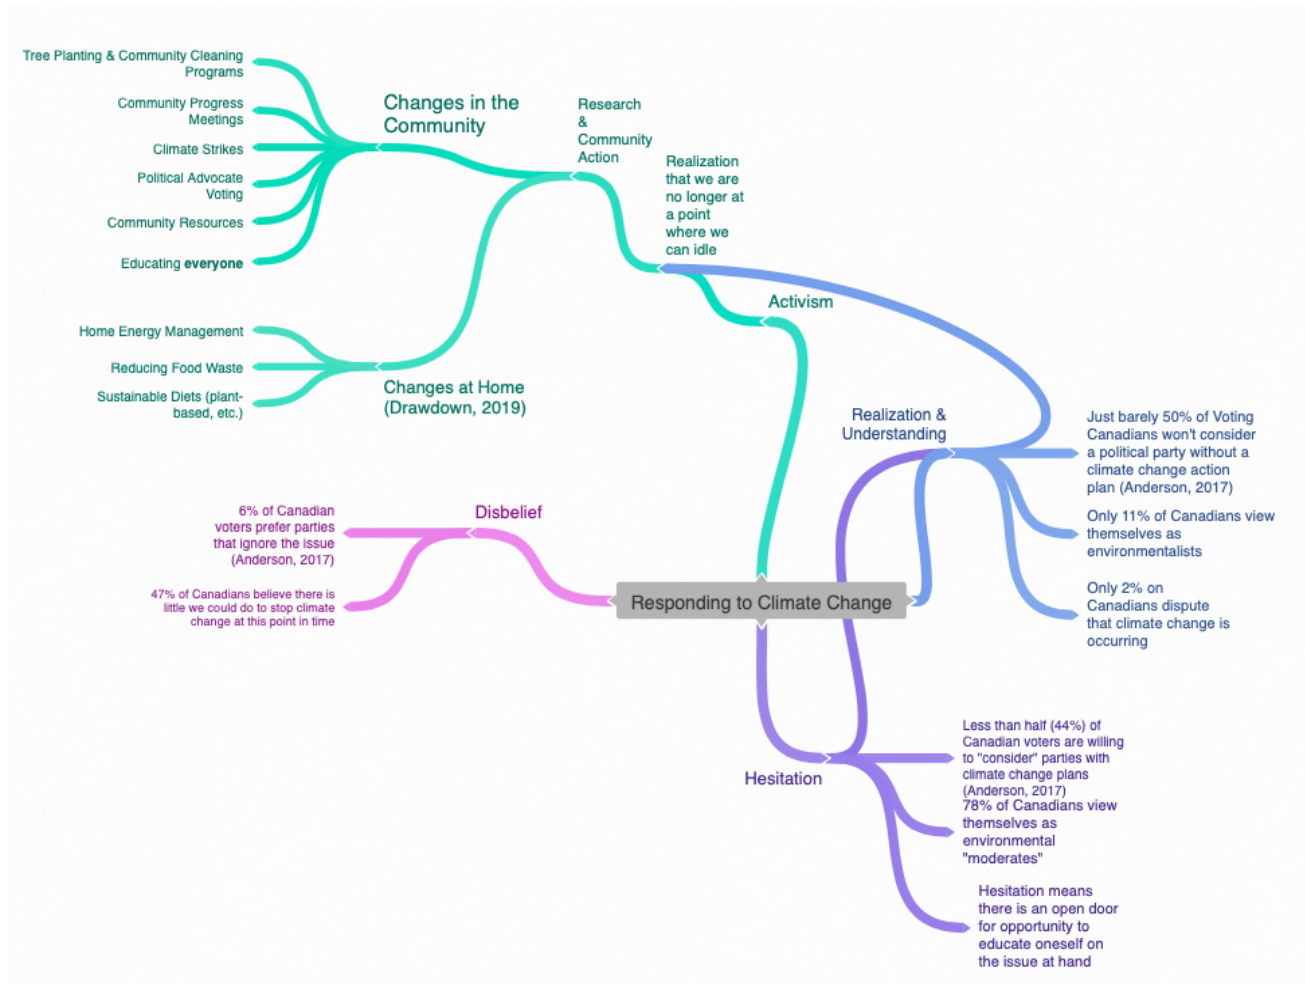 Tree Planting & Community Cleaning
Programs
Community Progress
Meetings
Climate Strikes
Political Advocate
Voting
Community Resources
Educating everyone
Changes in the
Community
Research
&
Community
Action
Realization
that we are
no longer at
a point
where we
can idle
Activism
Home Energy Management
Reducing Food Waste
Sustainable Diets (plant-
based, etc.)
Changes at Home
(Drawdown, 2019)
Realization &
Understanding
Just barely 50% of Voting
Canadians won't consider
a political party without a
climate change action
plan (Anderson, 2017)
Only 11% of Canadians view
themselves as
environmentalists
Only 2% on
Canadians dispute
that climate change is
occurring
Disbelief
6% of Canadian
voters prefer parties
that ignore the issue
(Anderson, 2017)
47% of Canadians believe there is
little we could do to stop climate
change at this point in time
Responding to Climate Change
Hesitation
Less than half (44%) of
Canadian voters are willing
to "consider" parties with
climate change plans
(Anderson, 2017)
78% of Canadians view
themselves as
environmental
"moderates"
Hesitation means
there is an open door
for opportunity to
educate oneself on
the issue at hand